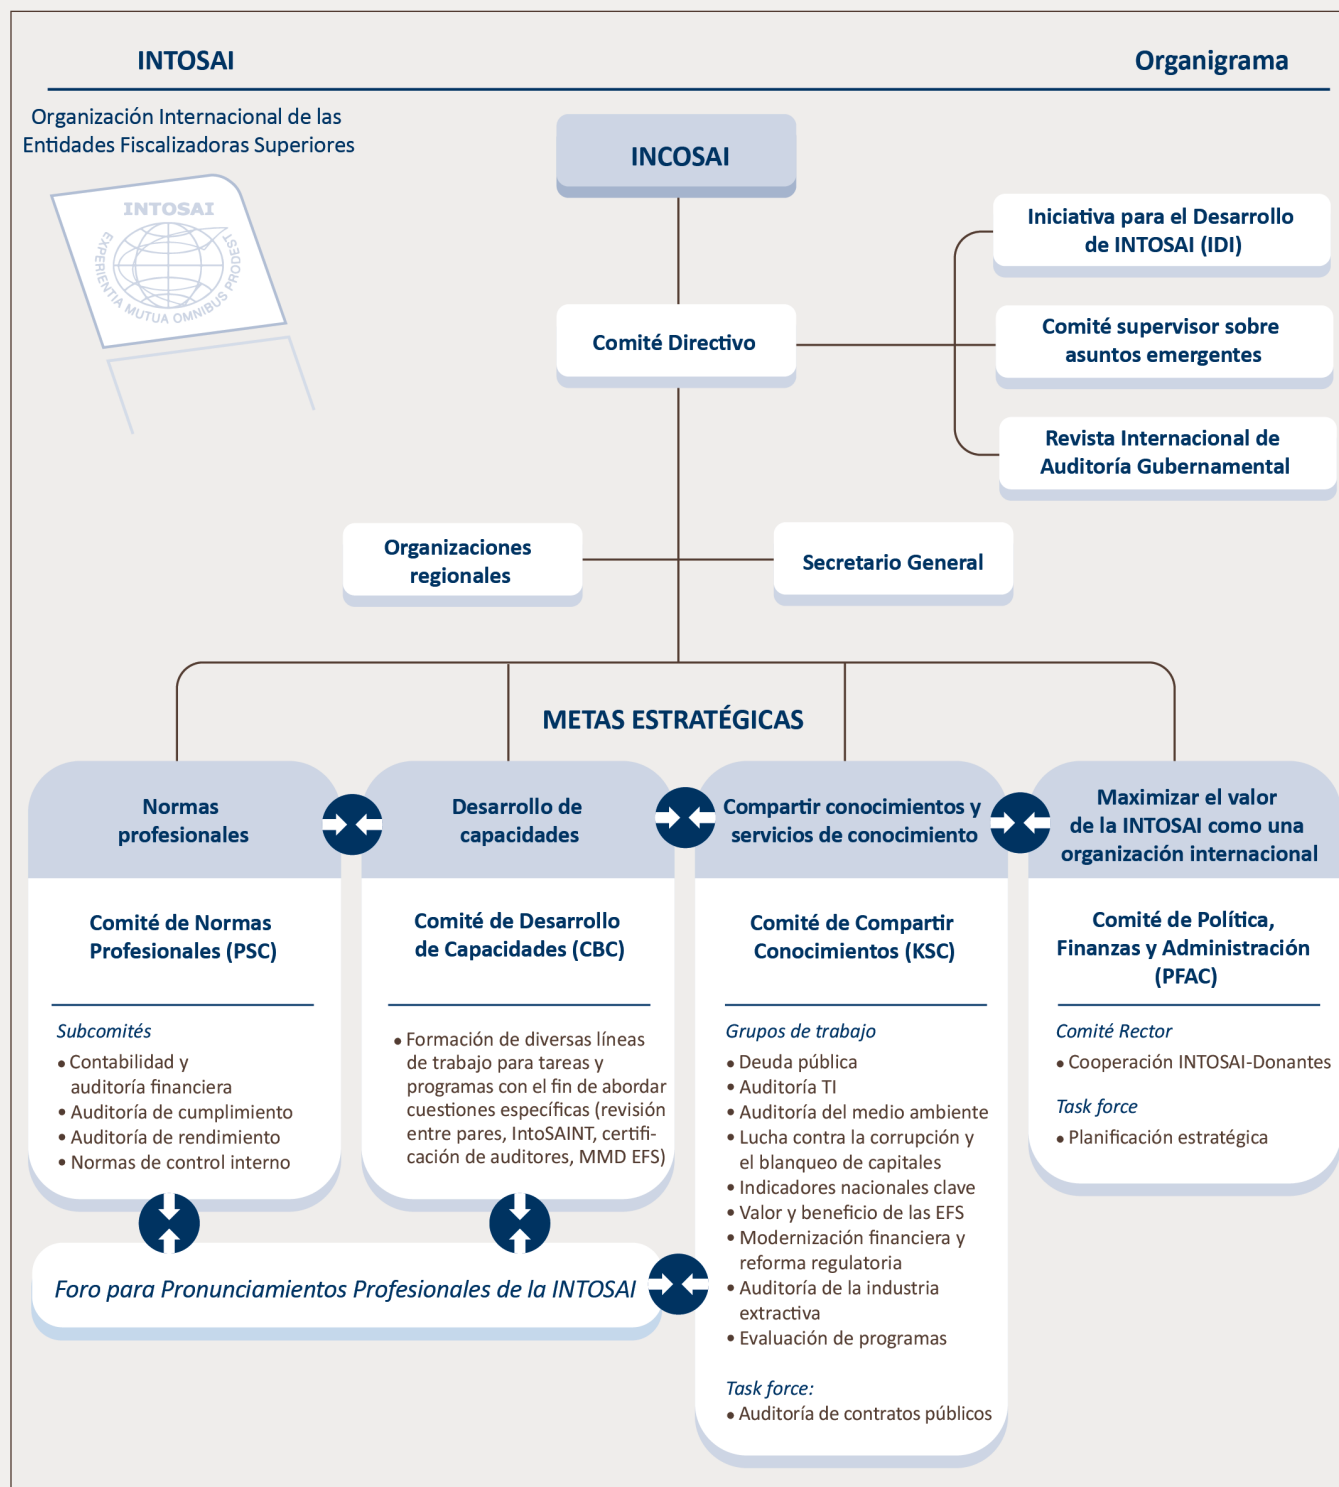 INTOSAI
Organigrama
Organización Internacional de las
Entidades Fiscalizadoras Superiores
INTOSAI
EXPERIENTIA MUTUA OMNIBUS PRODEST
INCOSAI
Iniciativa para el Desarrollo
de INTOSAI (IDI)
Comité Directivo
Comité supervisor sobre
asuntos emergentes
Revista Internacional de
Auditoría Gubernamental
Organizaciones
regionales
Secretario General
METAS ESTRATÉGICAS
Normas
profesionales
Comité de Normas
Profesionales (PSC)
Subcomités
• Contabilidad y
auditoría financiera
• Auditoría de cumplimiento
• Auditoría de rendimiento
• Normas de control interno
Desarrollo de
capacidades
Comité de Desarrollo
de Capacidades (CBC)
• Formación de diversas líneas
de trabajo para tareas y
programas con el fin de abordar
cuestiones específicas (revisión
entre pares, IntoSAINT, certifi-
cación de auditores, MMD EFS)
Foro para Pronunciamientos Profesionales de la INTOSAI
Compartir conocimientos y
servicios de conocimiento
Comité de Compartir
Conocimientos (KSC)
Grupos de trabajo
• Deuda pública
• Auditoría TI
• Auditoría del medio ambiente
• Lucha contra la corrupción y
el blanqueo de capitales
• Indicadores nacionales clave
• Valor y beneficio de las EFS
• Modernización financiera y
reforma regulatoria
• Auditoría de la industria
extractiva
• Evaluación de programas
Task force:
• Auditoría de contratos públicos
Maximizar el valor
de la INTOSAI como una
organización internacional
Comité de Política,
Finanzas y Administración
(PFAC)
Comité Rector
• Cooperación INTOSAI-Donantes
Task force
• Planificación estratégica